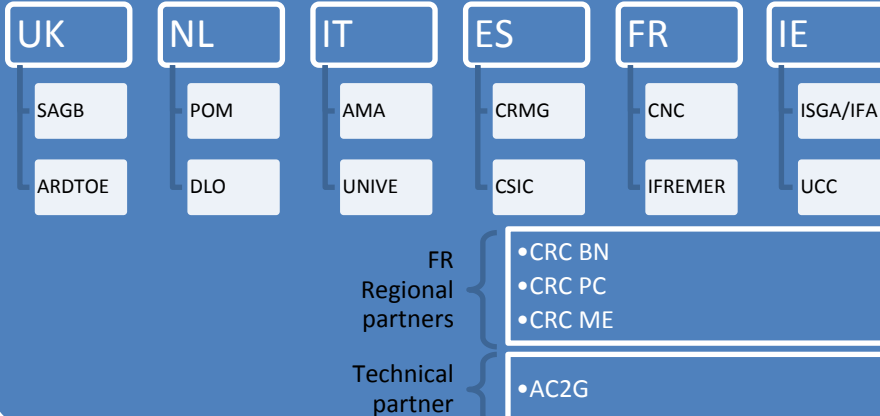 UK NL IT ES FR IE
SAGB POM AMA CRMG CNC ISGA/IFA
ARDTOE DLO UNIVE CSIC IFREMER UCC
FR
Regional
partners
•CRC BN
•CRC PC
•CRC ME
Technical
partner
•AC2G